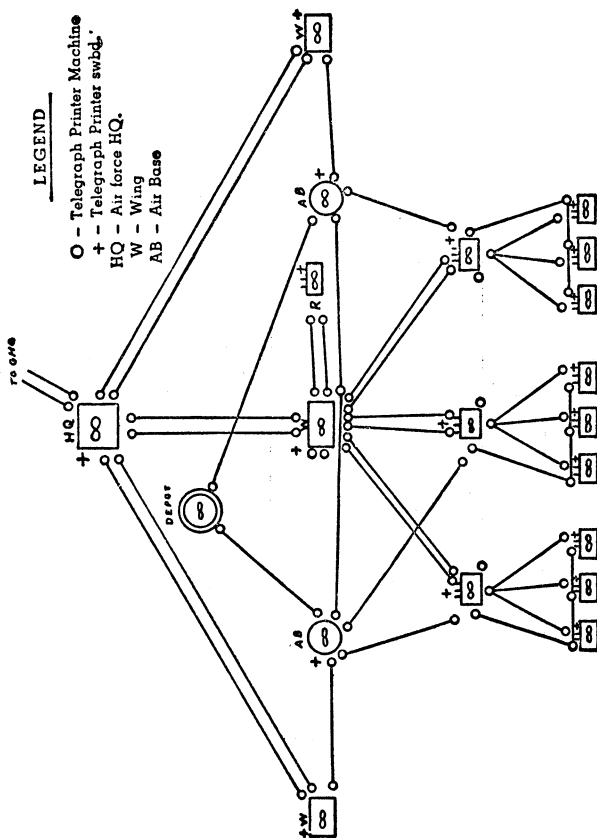 LEGEND
O - Telegraph Printer Machine
+ - Telegraph Printer swbd.
HQ - Air force HQ.
W - Wing
AB - Air Base
TO GHQ
HQ
+
W +
DEPOT
AB
+
R
W
+
AB
+
+ W